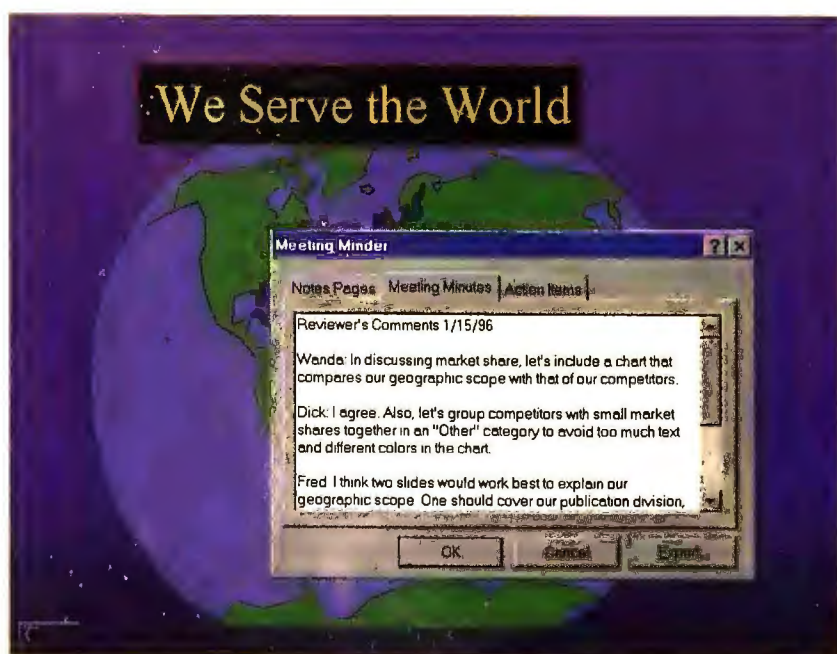 We Serve the World
Meeting Minder
Notes Pages Meeting Minutes Action Items
Reviewer's Comments 1/15/96
Wanda: In discussing market share, let's include a chart that
compares our geographic scope with that of our competitors.
Dick: I agree. Also, let's group competitors with small market
shares together in an "Other" category to avoid too much text
and different colors in the chart.
Fred I think two slides would work best to explain our
geographic scope One should cover our publication division,
OK Cancel Export...